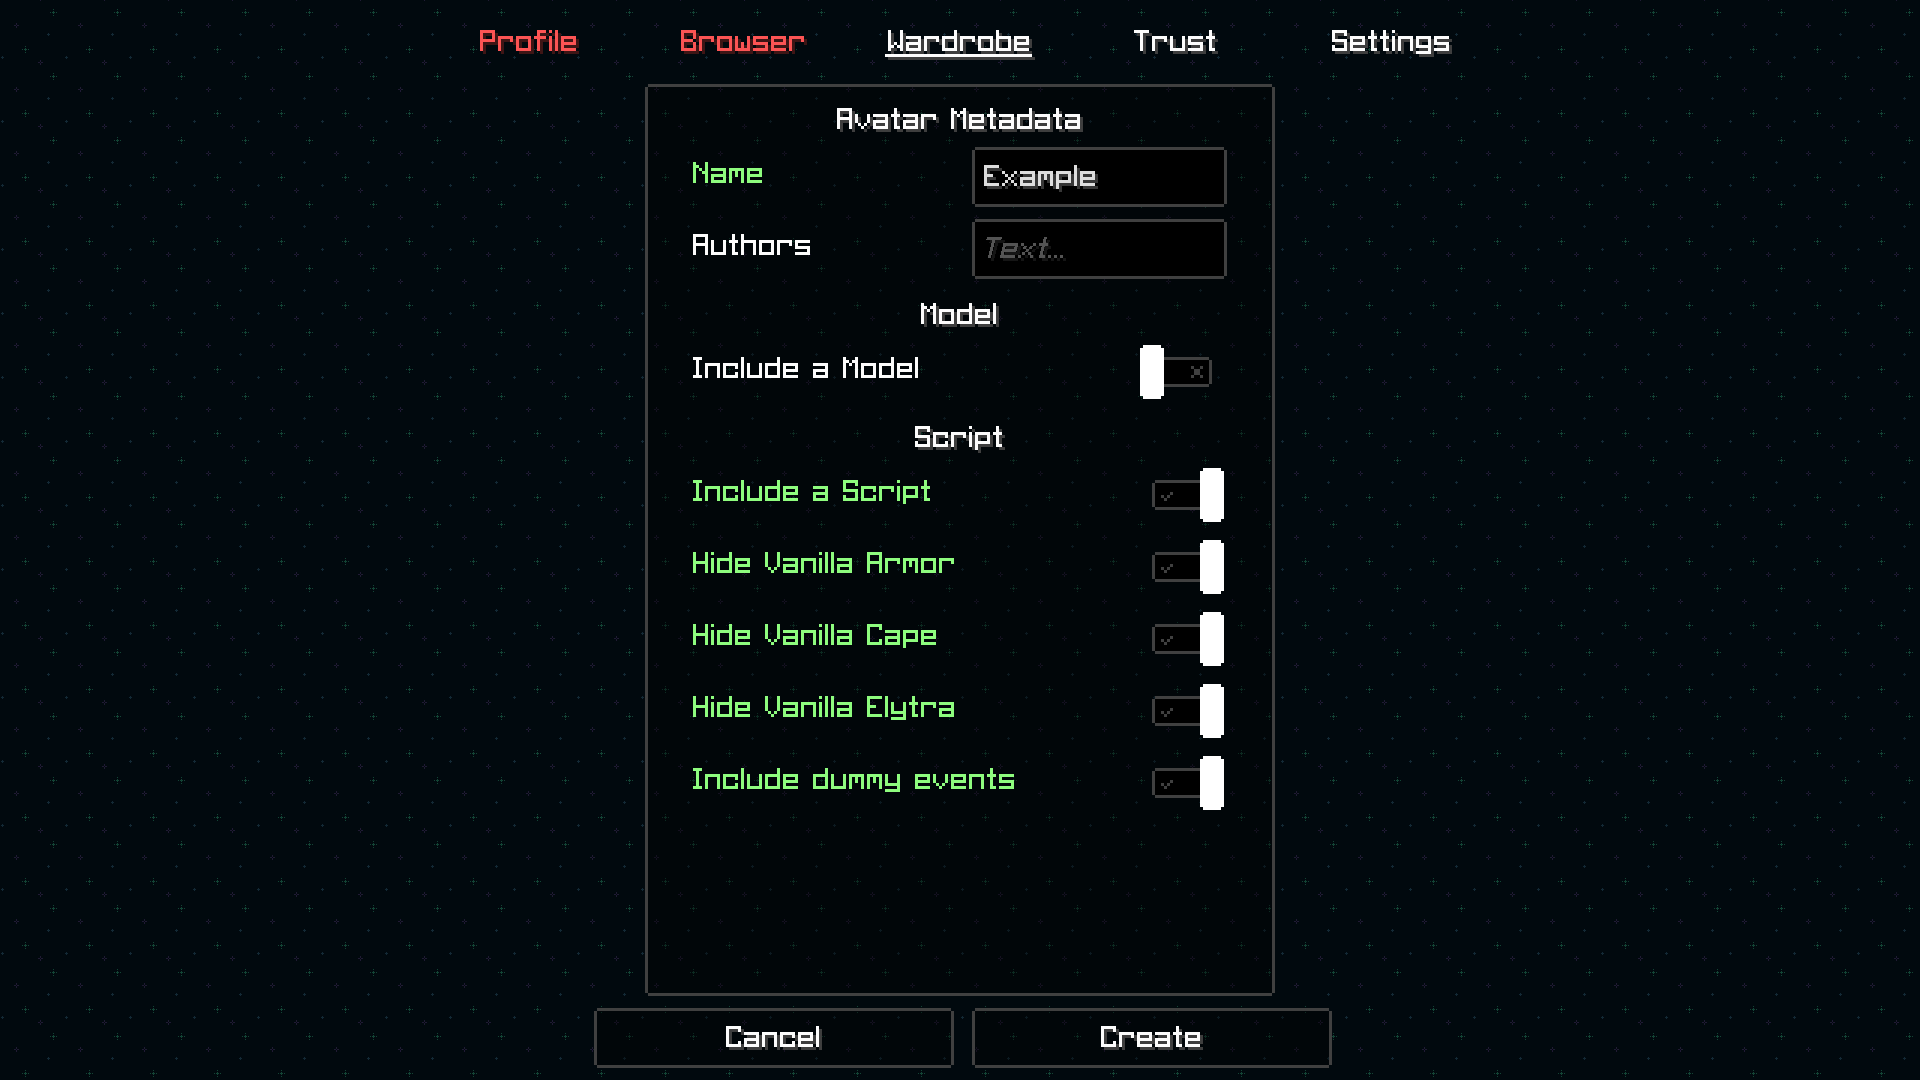 Profile Browser Wardrobe Trust Settings
Avatar Metadata
Name Example
Authors Text...
Model
Include a Model
Script
Include a Script
Hide Vanilla Armor
Hide Vanilla Cape
Hide Vanilla Elytra
Include dummy events
Cancel Create